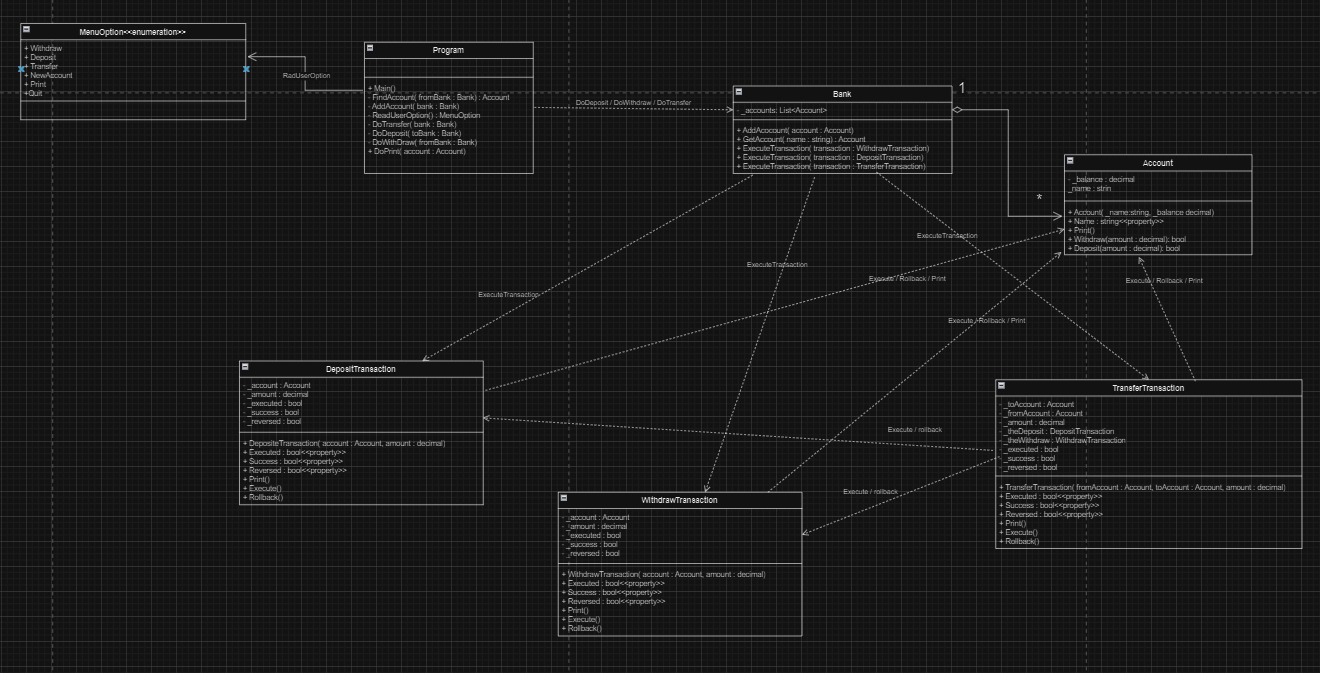 MenuOption<<enumeration>>
+ Withdraw
+ Deposit
+ Transfer
+ NewAccount
+ Print
+Quit
RadUserOption
Program
+ Main()
- FindAccount( fromBank : Bank) : Account
- AddAccount( bank : Bank)
- ReadUserOption() : MenuOption
- DoTransfer( bank : Bank)
- DoDeposit( toBank : Bank)
- DoWithDraw( fromBank : Bank)
+ DoPrint( account : Account)
DoDeposit / DoWithdraw / DoTransfer
Bank
- _accounts: List<Account>
+ AddAcocount( account : Account)
+ GetAccount( name : string) : Account
+ ExecuteTransaction( transaction : WithdrawTransaction)
+ ExecuteTransaction( transaction : DepositTransaction)
+ ExecuteTransaction( transaction : TransferTransaction)
1
*
Account
- _balance : decimal
_name : strin
+ Account( _name:string, _balance decimal)
+ Name : string<<property>>
+ Print()
+ Withdraw(amount : decimal): bool
+ Deposit(amount : decimal): bool
ExecuteTransaction
ExecuteTransaction
ExecuteTransaction
Execute / Rollback / Print
Execute / Rollback / Print
Execute / Rollback / Print
DepositTransaction
- _account : Account
- _amount : decimal
- _executed : bool
- _success : bool
- _reversed : bool
+ DepositeTransaction( account : Account, amount : decimal)
+ Executed : bool<<property>>
+ Success : bool<<property>>
+ Reversed : bool<<property>>
+ Print()
+ Execute()
+ Rollback()
Execute / rollback
Execute / rollback
WithdrawTransaction
- _account : Account
- _amount : decimal
- _executed : bool
- _success : bool
- _reversed : bool
+ WithdrawTransaction( account : Account, amount : decimal)
+ Executed : bool<<property>>
+ Success : bool<<property>>
+ Reversed : bool<<property>>
+ Print()
+ Execute()
+ Rollback()
TransferTransaction
- _toAccount : Account
- _fromAccount : Account
- _amount : decimal
- _theDeposit : DepositTransaction
- _theWithdraw : WithdrawTransaction
- _executed : bool
- _success : bool
- _reversed : bool
+ TransferTransaction( fromAccount : Account, toAccount : Account, amount : decimal)
+ Executed : bool<<property>>
+ Success : bool<<property>>
+ Reversed : bool<<property>>
+ Print()
+ Execute()
+ Rollback()